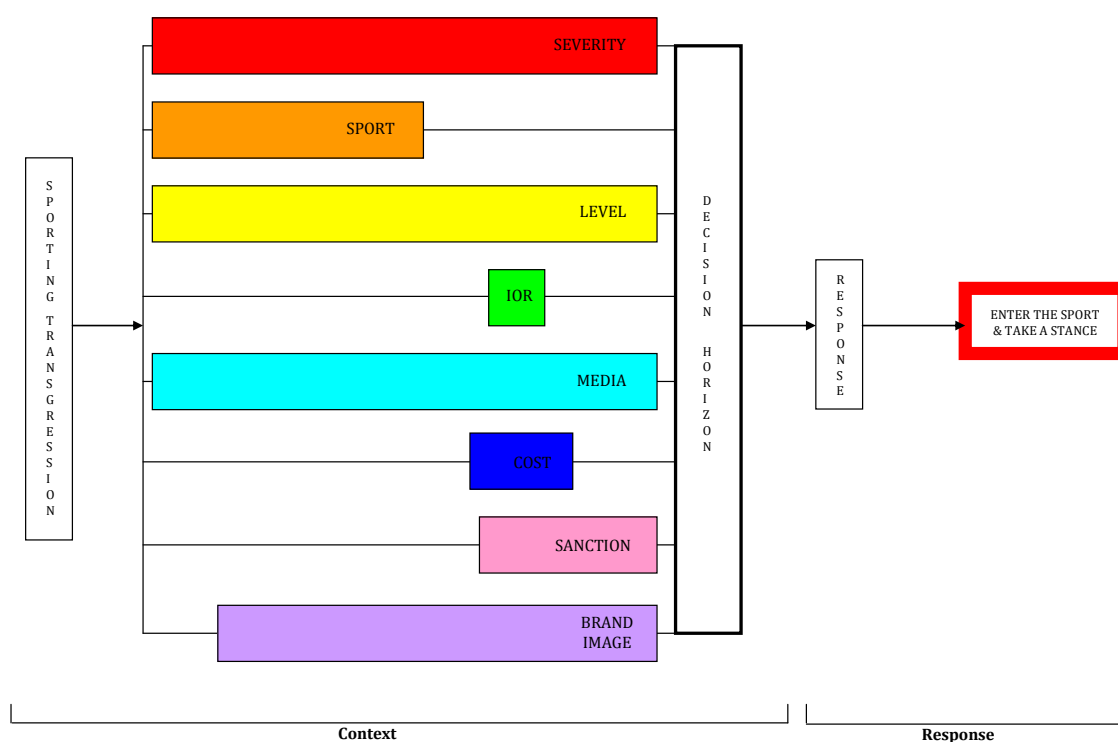 SPORTING TRANSGRESSION
SEVERITY
SPORT
LEVEL
IOR
MEDIA
COST
SANCTION
BRAND
IMAGE
DECISION HORIZON
RESPONSE
ENTER THE SPORT
& TAKE A STANCE
Context
Response